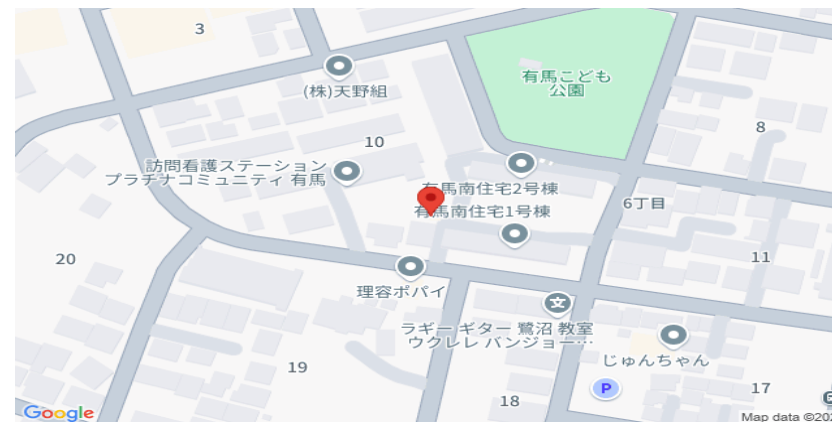 3
(株)天野組
有馬こども
公園
10
8
訪問看護ステーション
プラチナコミュニティ 有馬
有馬南住宅2号棟
有馬南住宅1号棟
6丁目
20
11
理容ポパイ
文
ラギー ギター 鷺沼 教室
ウクレレ バンジョー…
じゅんちゃん
19
P
17
18
Google
Map data ©202